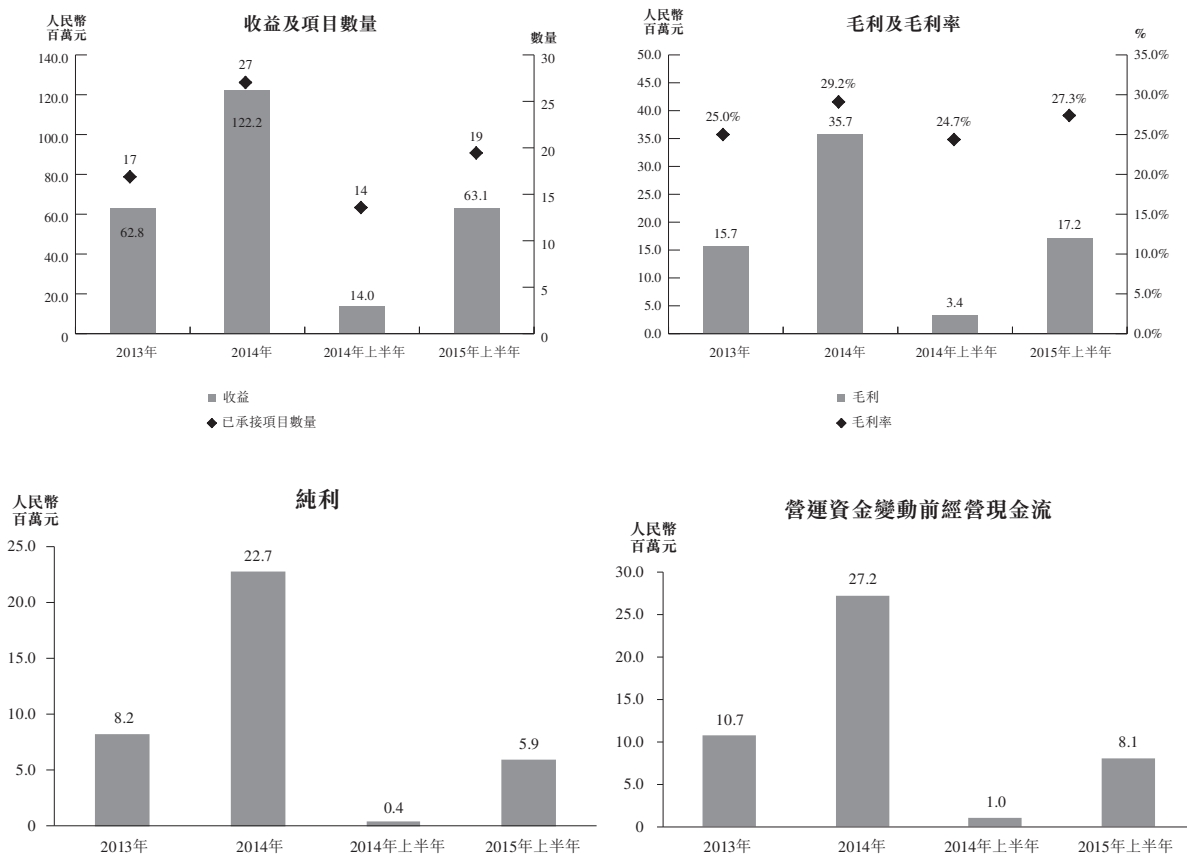 收益及項目數量
人民幣
百萬元
數量
140.0
120.0
100.0
80.0
60.0
40.0
20.0
0
30
25
20
15
10
5
0
17
27
14
19
62.8
122.2
14.0
63.1
2013年
2014年
2014年上半年
2015年上半年
收益
已承接項目數量
毛利及毛利率
人民幣
百萬元
%
50.0
45.0
40.0
35.0
30.0
25.0
20.0
15.0
10.0
5.0
0.0
35.0%
30.0%
25.0%
20.0%
15.0%
10.0%
5.0%
0.0%
25.0%
29.2%
24.7%
27.3%
15.7
35.7
3.4
17.2
2013年
2014年
2014年上半年
2015年上半年
毛利
毛利率
純利
人民幣
百萬元
25.0
20.0
15.0
10.0
5.0
0
8.2
22.7
0.4
5.9
2013年
2014年
2014年上半年
2015年上半年
營運資金變動前經營現金流
人民幣
百萬元
30.0
25.0
20.0
15.0
10.0
5.0
0
10.7
27.2
1.0
8.1
2013年
2014年
2014年上半年
2015年上半年